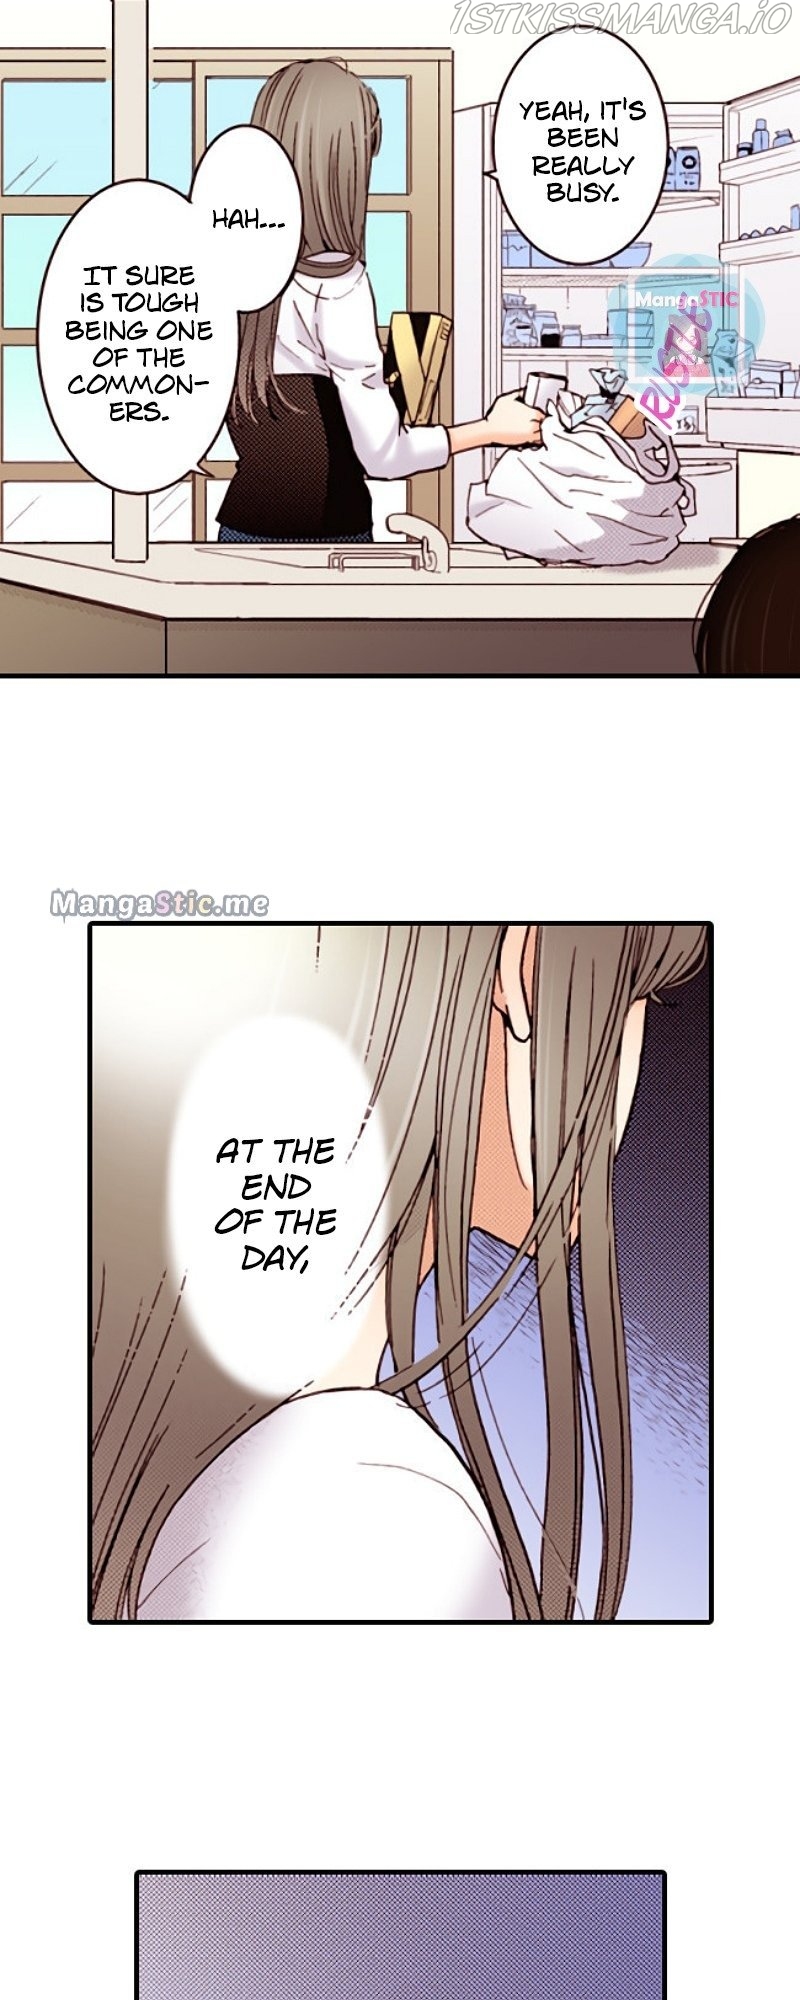 1STKISSMANGA.IO
YEAH, IT'S
BEEN
REALLY
BUSY.
HAH...
IT SURE
IS TOUGH
BEING ONE
OF THE
COMMON-
ERS.
MangaSTIC
RUSTLE
MangaStic.me
AT THE
END
OF THE
DAY,